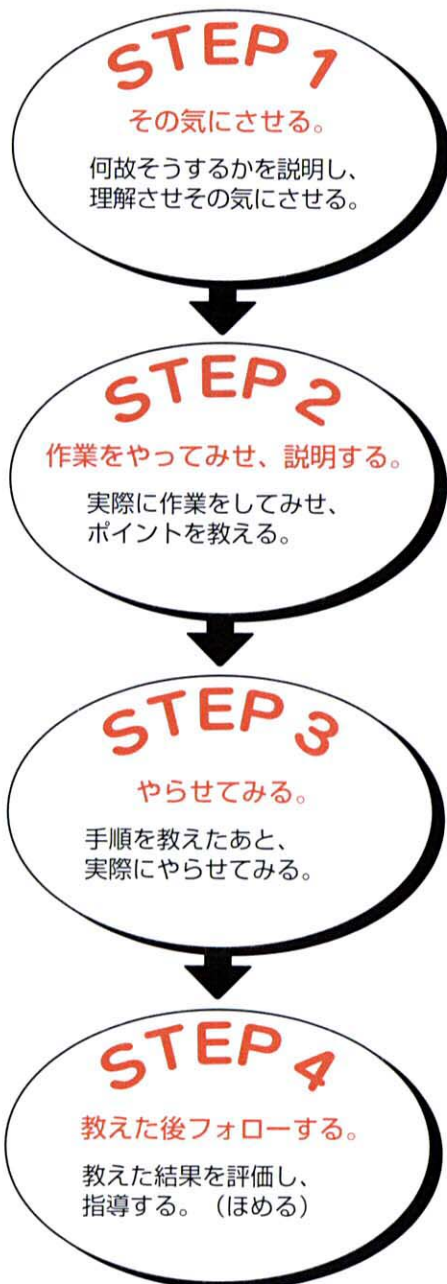 STEP 1
その気にさせる。
何故そうするかを説明し、
理解させその気にさせる。
STEP 2
作業をやってみせ、説明する。
実際に作業をしてみせ、
ポイントを教える。
STEP 3
やらせてみる。
手順を教えたあと、
実際にやらせてみる。
STEP 4
教えた後フォローする。
教えた結果を評価し、
指導する。（ほめる）